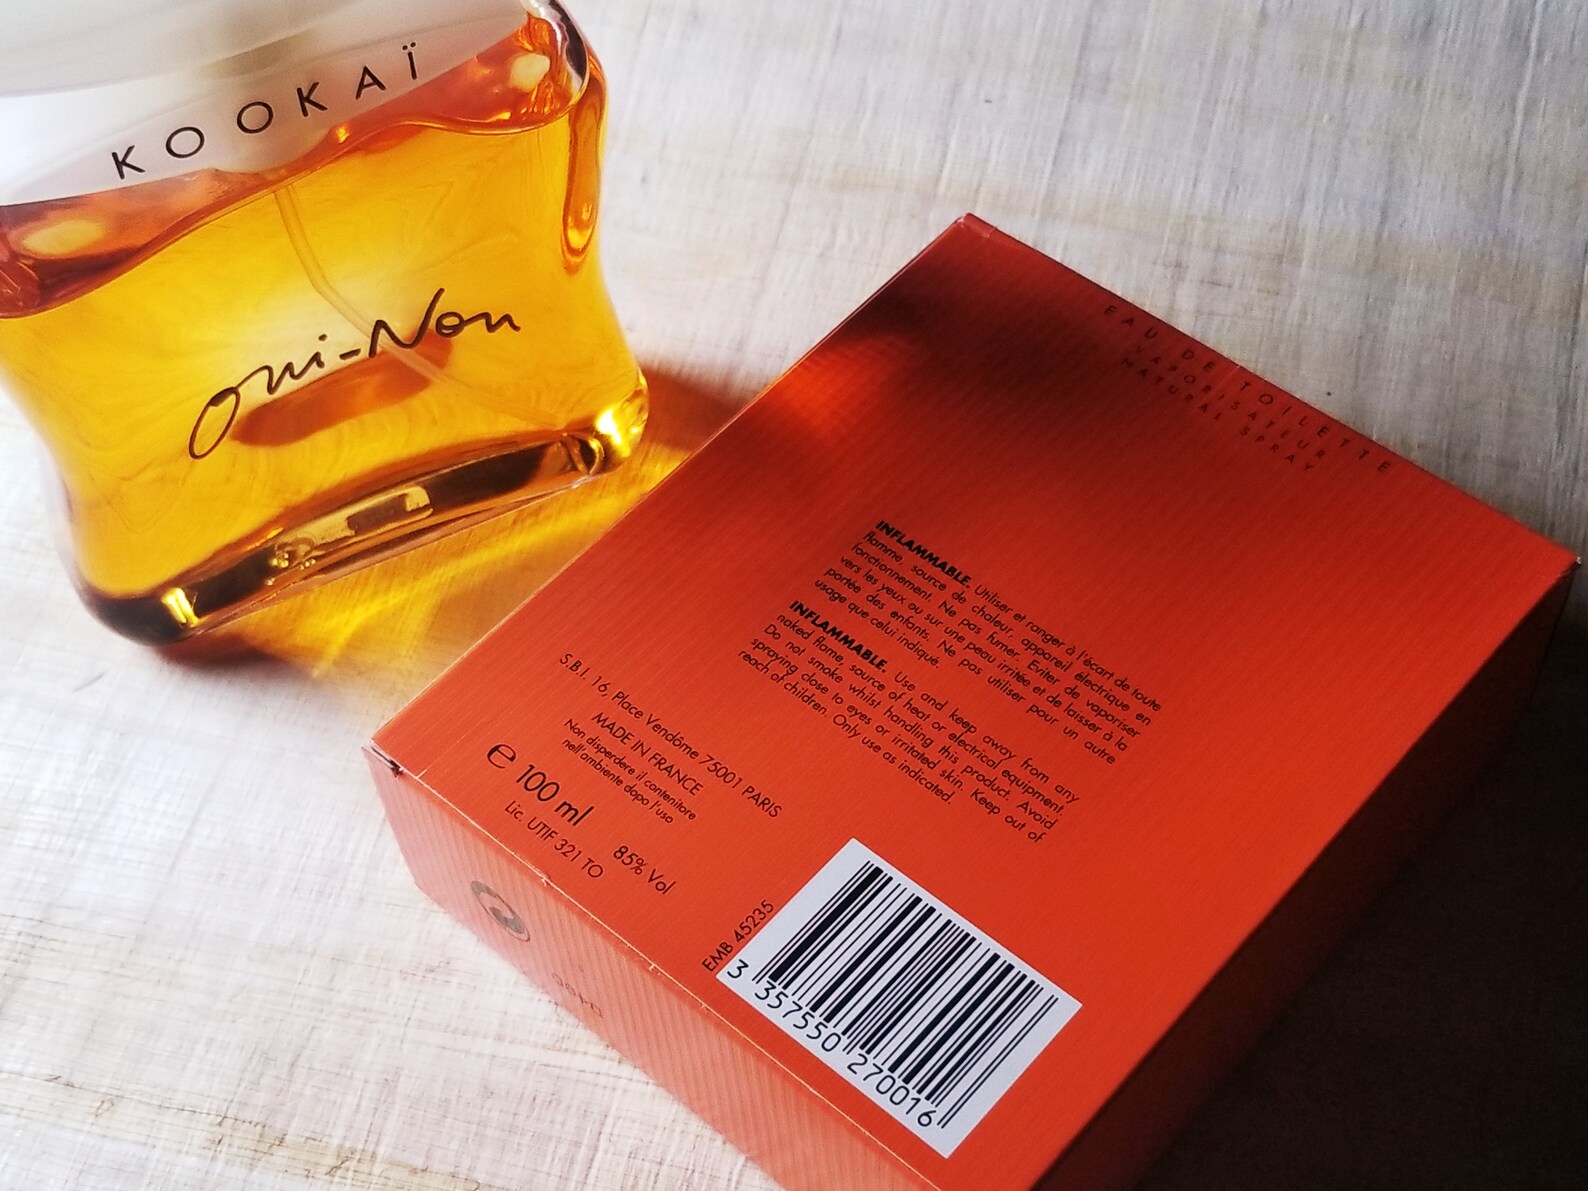 KOOKAÏ
Oui-Non
EAU DE TOILETTE
VAPORISATEUR
NATURAL SPRAY
INFLAMMABLE. Utiliser et ranger à l'écart de toute
flamme, source de chaleur, appareil électrique en
fonctionnement. Ne pas fumer. Eviter de vaporiser
vers les yeux ou sur une peau irritée et de laisser à la
portée des enfants. Ne pas utiliser pour un autre
usage que celui indiqué.
INFLAMMABLE. Use and keep away from any
naked flame, source of heat or electrical equipment.
Do not smoke whilst handling this product. Avoid
spraying close to eyes or irritated skin. Keep out of
reach of children. Only use as indicated.
S.B.I. 16, Place Vendôme 75001 PARIS
MADE IN FRANCE
Non disperdere il contenitore
nell'ambiente dopo l'uso
e 100 ml
85% Vol
Lic. UTIF 321 TO
EMB 45235
3 357550 270016